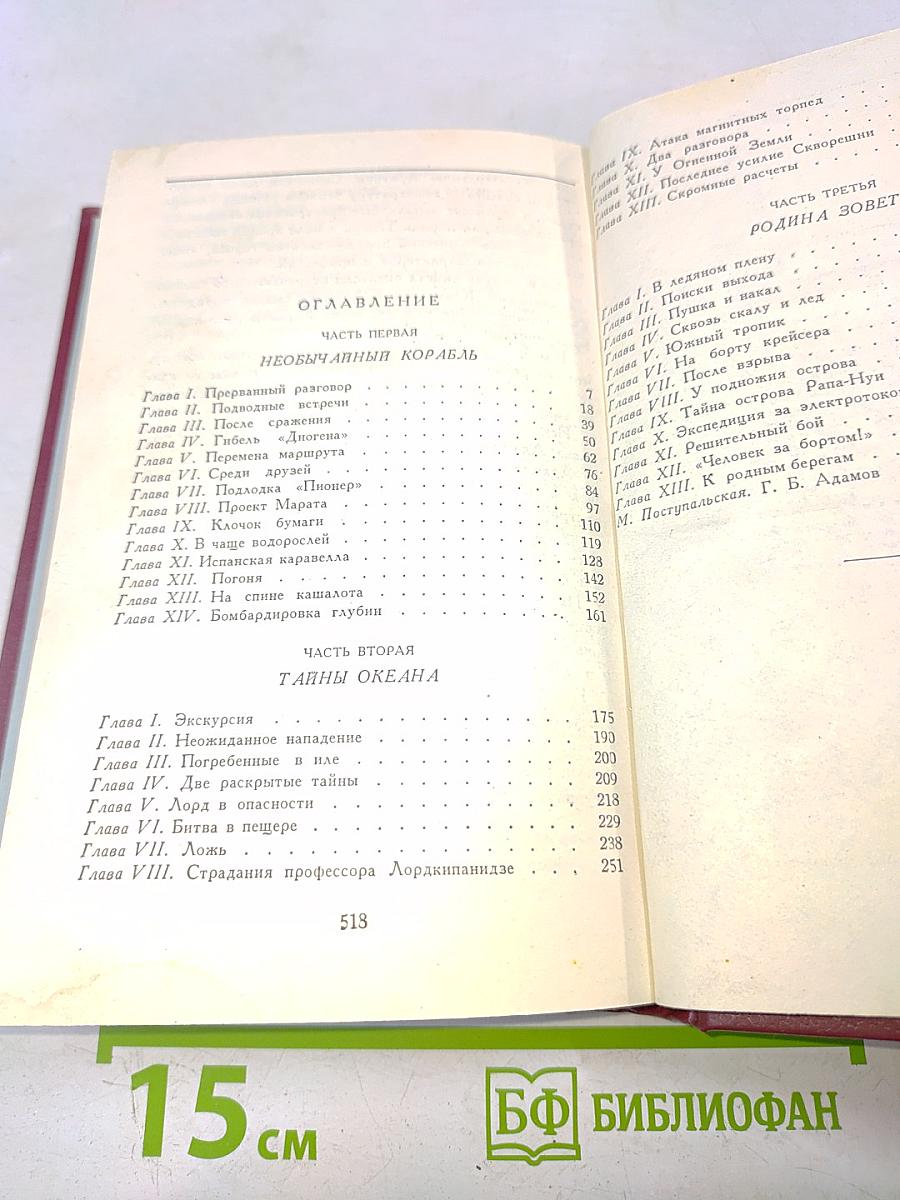 ОГЛАВЛЕНИЕ
ЧАСТЬ ПЕРВАЯ
НЕОБЫЧАЙНЫЙ КОРАБЛЬ
Глава I. Прерванный разговор . . . . . . . . . . 7
Глава II. Подводные встречи . . . . . . . . . . 18
Глава III. После сражения . . . . . . . . . . 39
Глава IV. Гибель «Диогена» . . . . . . . . . . 50
Глава V. Перемена маршрута . . . . . . . . . . 62
Глава VI. Среди друзей . . . . . . . . . . 76
Глава VII. Подлодка «Пионер» . . . . . . . . . . 84
Глава VIII. Проект Марата . . . . . . . . . . 97
Глава IX. Клочок бумаги . . . . . . . . . . 110
Глава X. В чаще водорослей . . . . . . . . . . 119
Глава XI. Испанская каравелла . . . . . . . . . . 128
Глава XII. Погоня . . . . . . . . . . 142
Глава XIII. На спине кашалота . . . . . . . . . . 152
Глава XIV. Бомбардировка глубин . . . . . . . . . . 161
ЧАСТЬ ВТОРАЯ
ТАЙНЫ ОКЕАНА
Глава I. Экскурсия . . . . . . . . . . 175
Глава II. Неожиданное нападение . . . . . . . . . . 190
Глава III. Погребенные в иле . . . . . . . . . . 200
Глава IV. Две раскрытые тайны . . . . . . . . . . 209
Глава V. Лорд в опасности . . . . . . . . . . 218
Глава VI. Битва в пещере . . . . . . . . . . 229
Глава VII. Ложь . . . . . . . . . . 238
Глава VIII. Страдания профессора Лордкипанидзе . . . 251
518
Глава IX. Атака магнитных торпед . . .
Глава X. Два разговора . . . . .
Глава XI. У Огненной Земли . . . .
Глава XII. Последнее усилие Скворешни . .
Глава XIII. Скромные расчеты . . . .
ЧАСТЬ ТРЕТЬЯ
РОДИНА ЗОВЕТ
Глава I. В ледяном плену . . . .
Глава II. Поиски выхода . . . .
Глава III. Пушка и накал . . . .
Глава IV. Сквозь скалу и лед . . .
Глава V. Южный тропик . . . .
Глава VI. На борту крейсера . . .
Глава VII. После взрыва . . . .
Глава VIII. У подножия острова . .
Глава IX. Тайна острова Рапа-Нуи . .
Глава X. Экспедиция за электротоком
Глава XI. Решительный бой . . .
Глава XII. «Человек за бортом!» . .
Глава XIII. К родным берегам . . .
М. Поступальская. Г. Б. Адамов . .
15 см
БФ БИБЛИОФАН